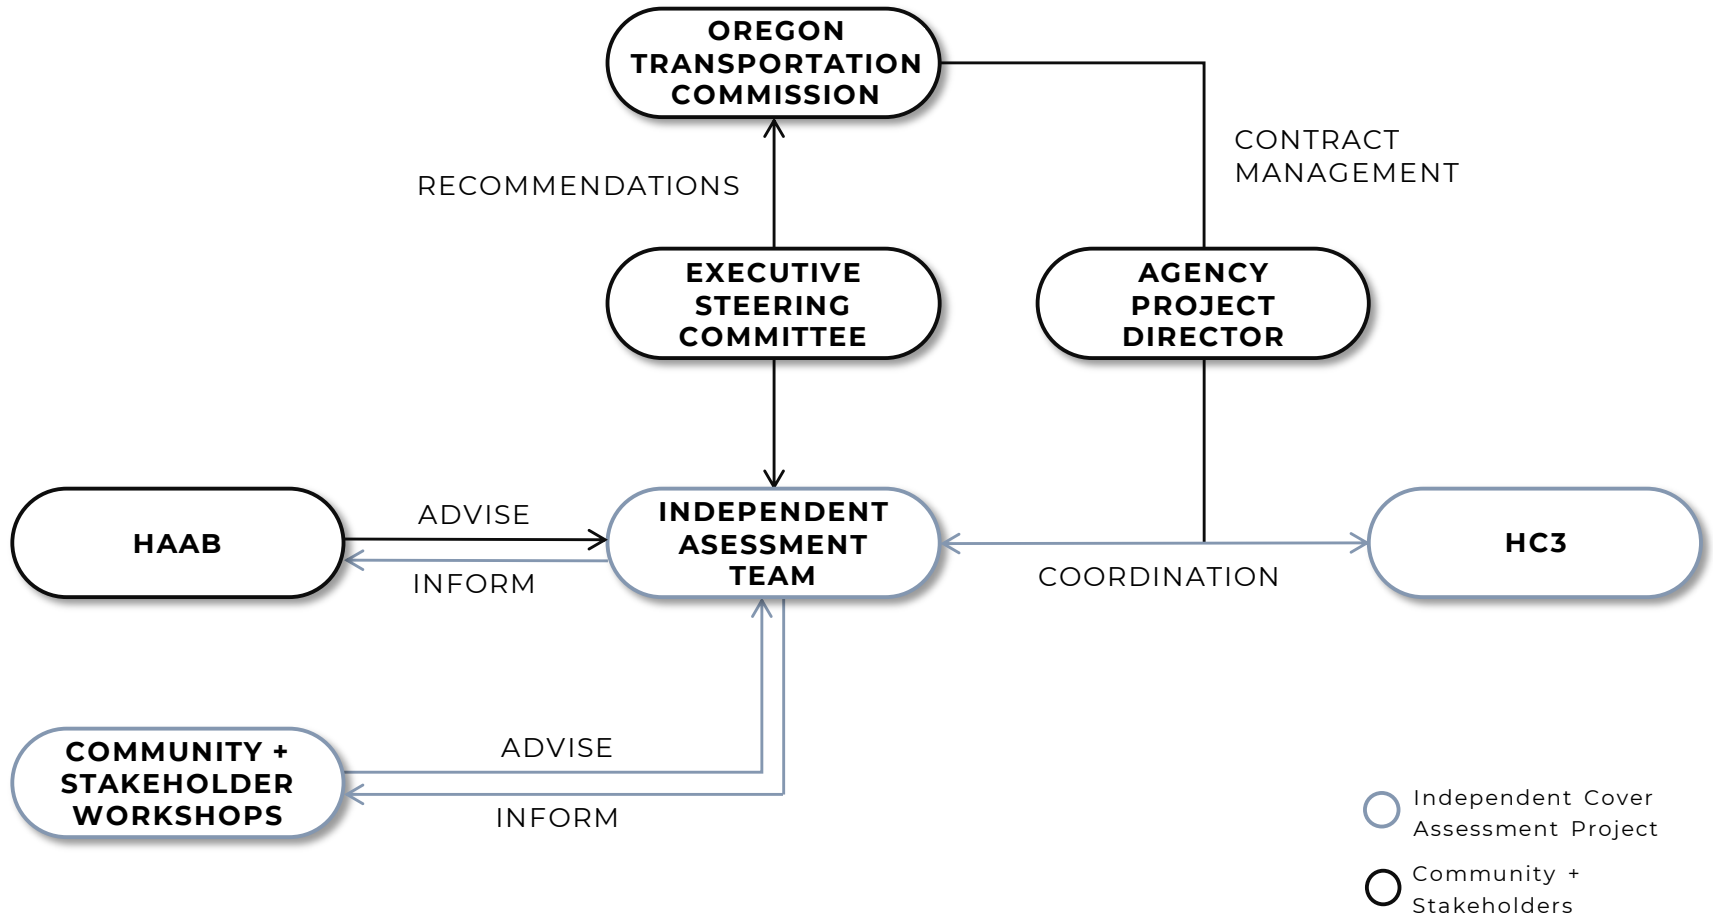 OREGON
TRANSPORTATION
COMMISSION
CONTRACT
MANAGEMENT
RECOMMENDATIONS
EXECUTIVE
STEERING
COMMITTEE
AGENCY
PROJECT
DIRECTOR
HAAB
ADVISE
INFORM
INDEPENDENT
ASESSMENT
TEAM
COORDINATION
HC3
COMMUNITY +
STAKEHOLDER
WORKSHOPS
ADVISE
INFORM
Independent Cover
Assessment Project
Community +
Stakeholders